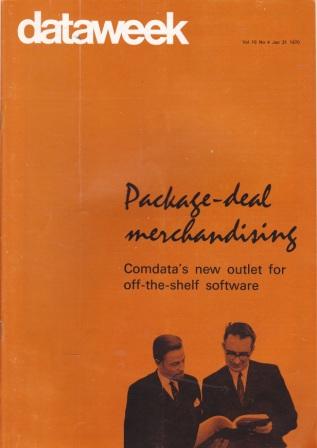 dataweek
Vol 10 No 4 Jan 21 1970
Package-deal
merchandising
Comdata's new outlet for
off-the-shelf software